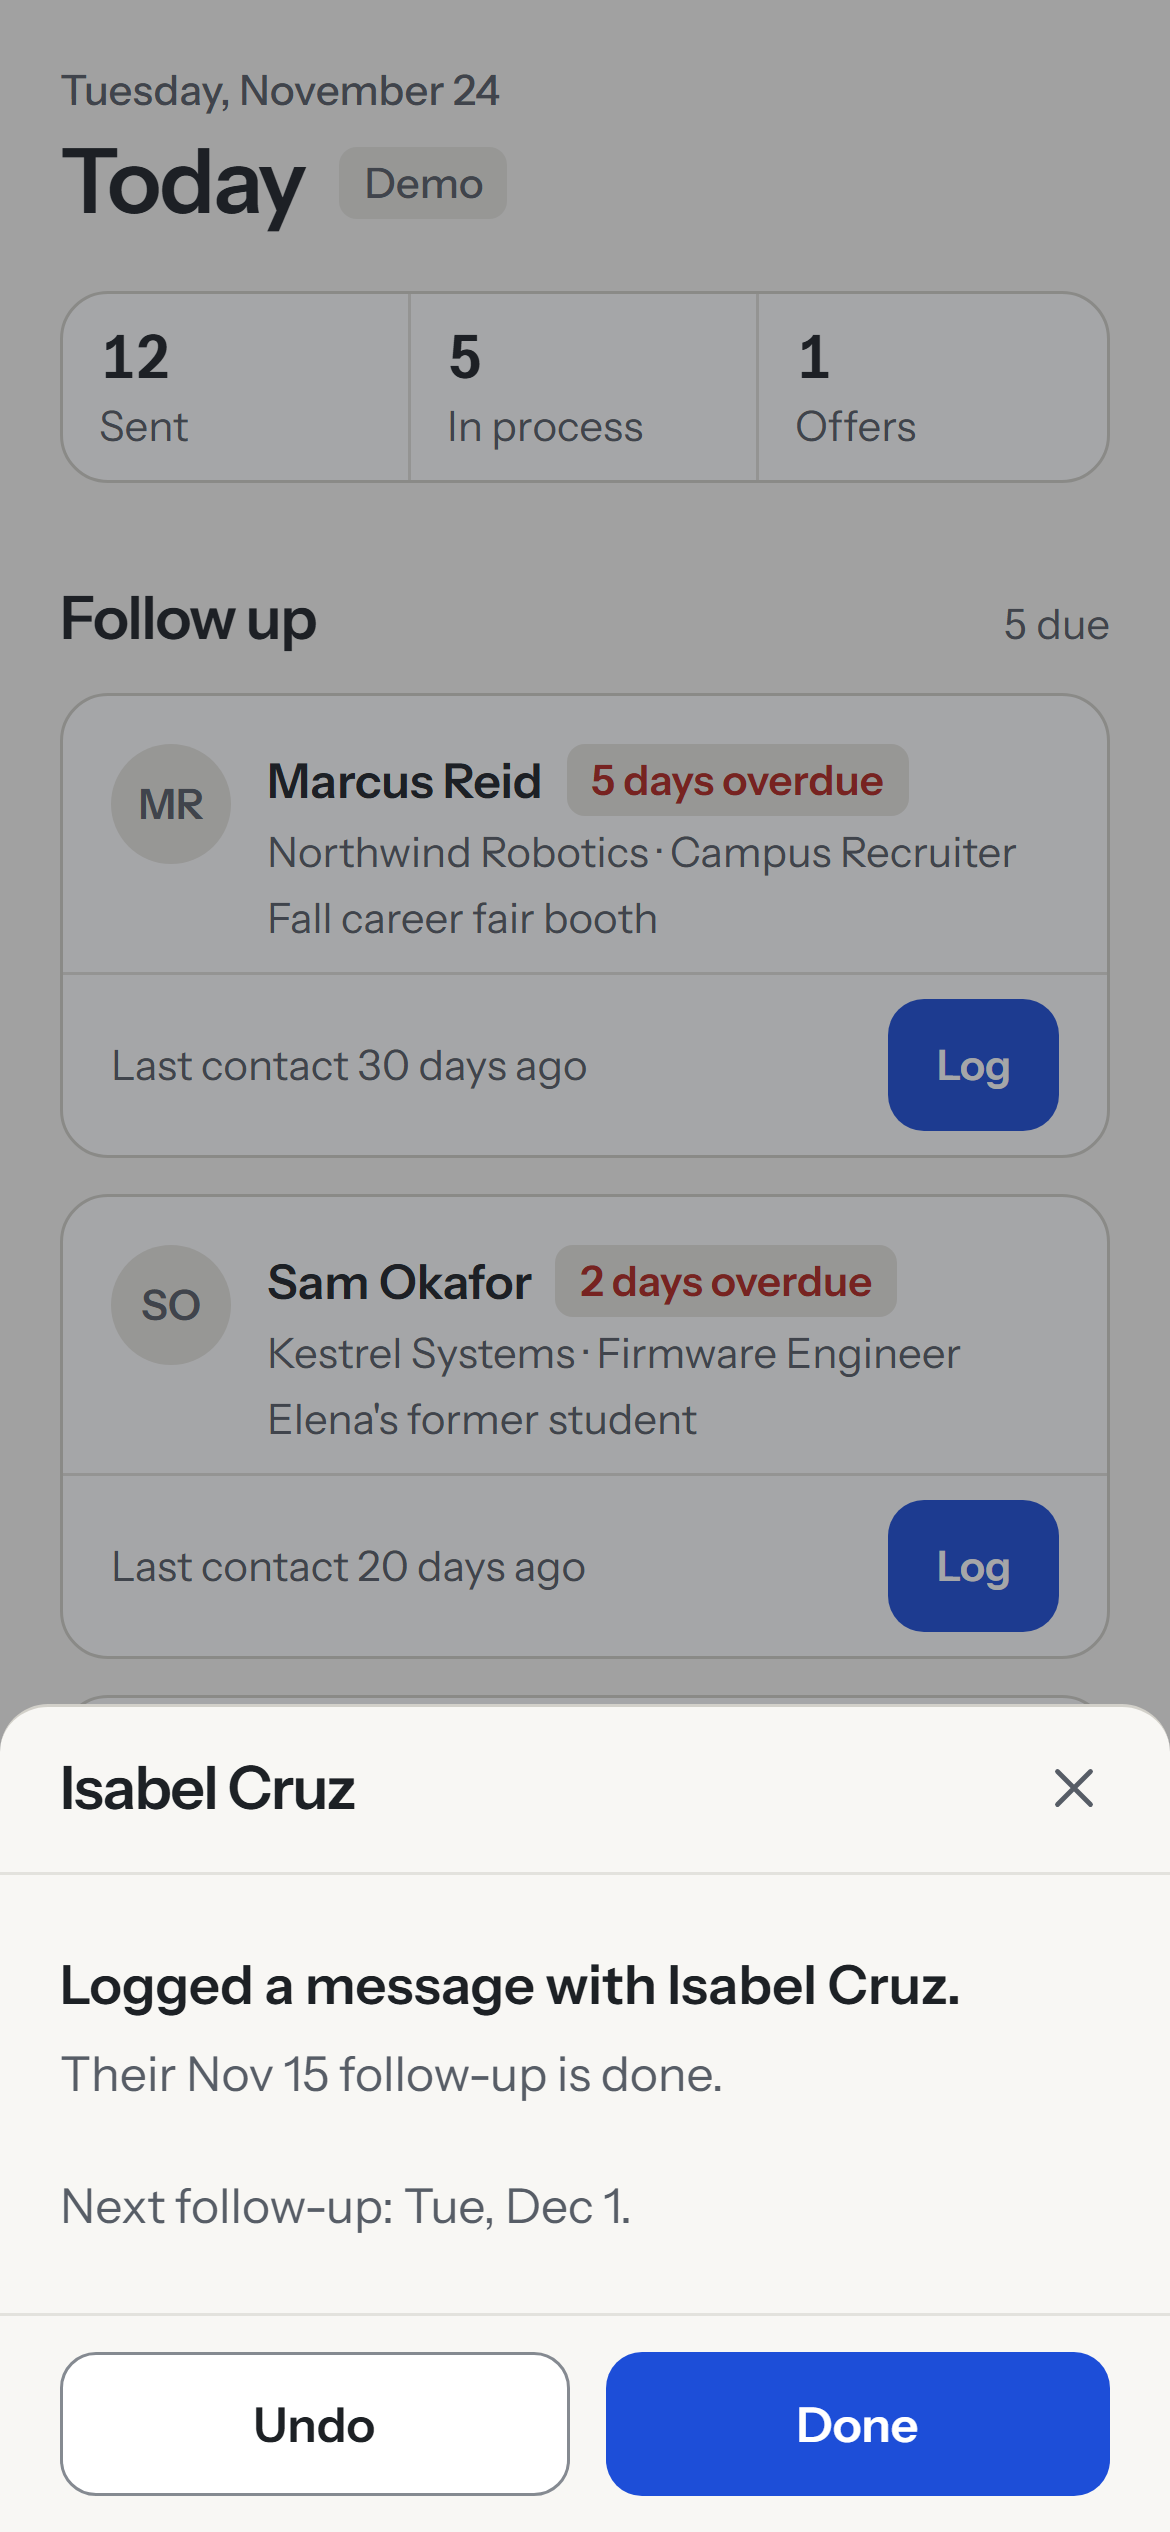 Tuesday, November 24
Today Demo
12
Sent
5
In process
1
Offers
Follow up
5 due
MR
Marcus Reid 5 days overdue
Northwind Robotics · Campus Recruiter
Fall career fair booth
Last contact 30 days ago
Log
SO
Sam Okafor 2 days overdue
Kestrel Systems · Firmware Engineer
Elena's former student
Last contact 20 days ago
Log
Isabel Cruz
Logged a message with Isabel Cruz.
Their Nov 15 follow-up is done.
Next follow-up: Tue, Dec 1.
Undo
Done